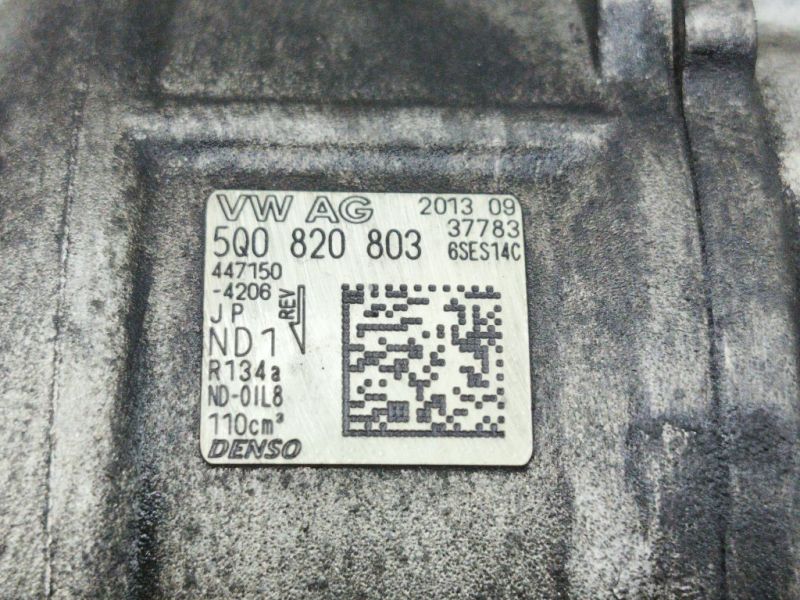 VW AG 2013 09
37783
5Q0 820 803 6SES14C
447150
-4206
REV
JP
ND1
R134a
ND-OIL8
110cm³
DENSO